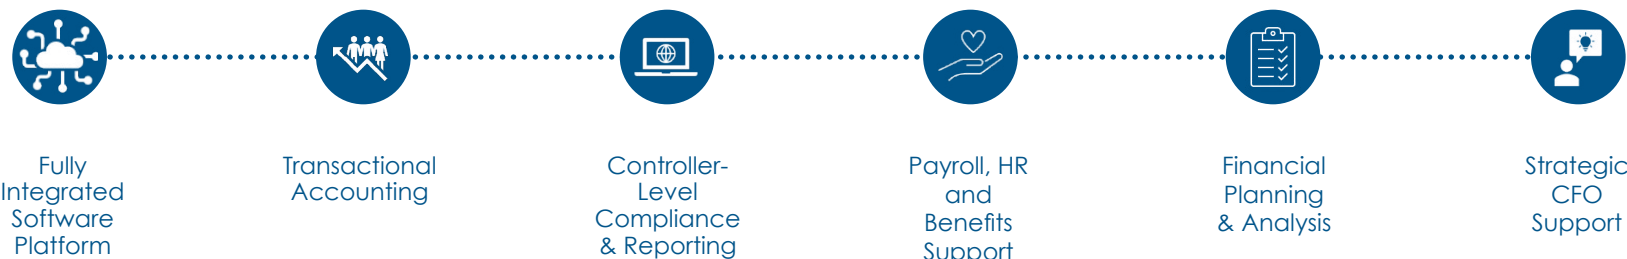 Fully
Integrated
Software
Platform
Transactional
Accounting
Controller-
Level
Compliance
& Reporting
Payroll, HR
and
Benefits
Support
Financial
Planning
& Analysis
Strategic
CFO
Support